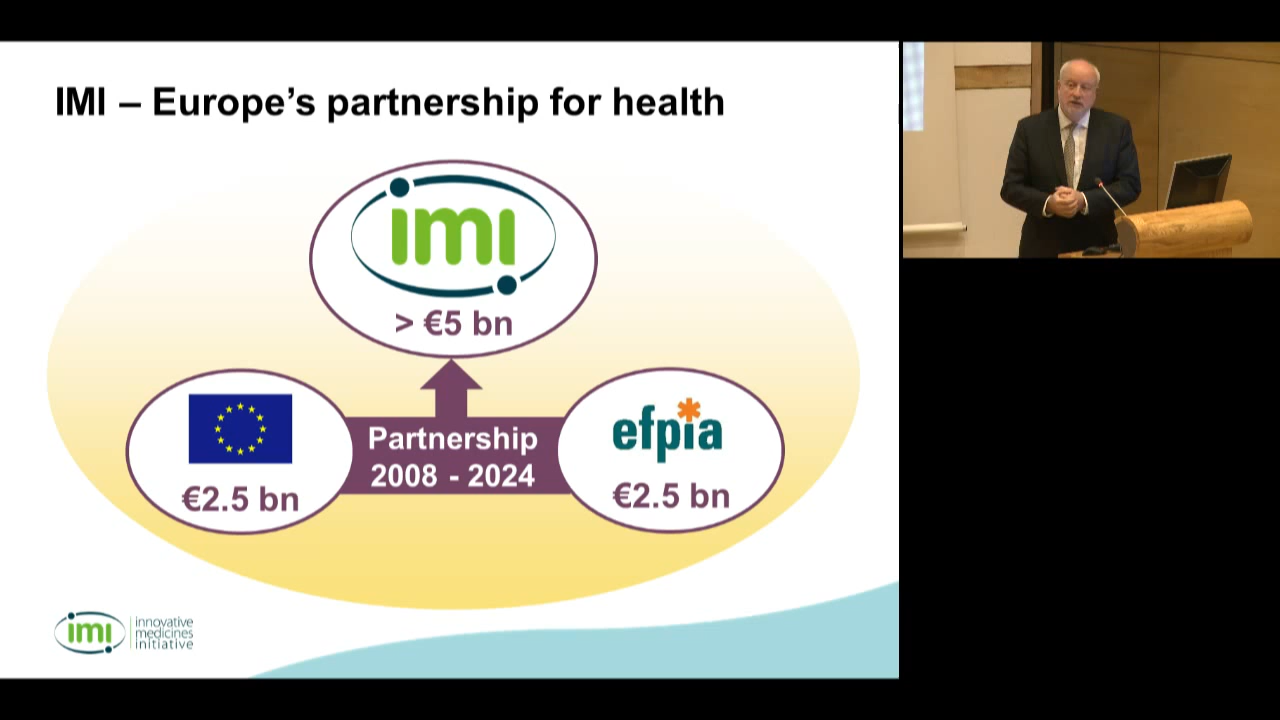 IMI – Europe's partnership for health
imi
> €5 bn
Partnership
2008 - 2024
€2.5 bn
efpia
€2.5 bn
imi
innovative
medicines
initiative